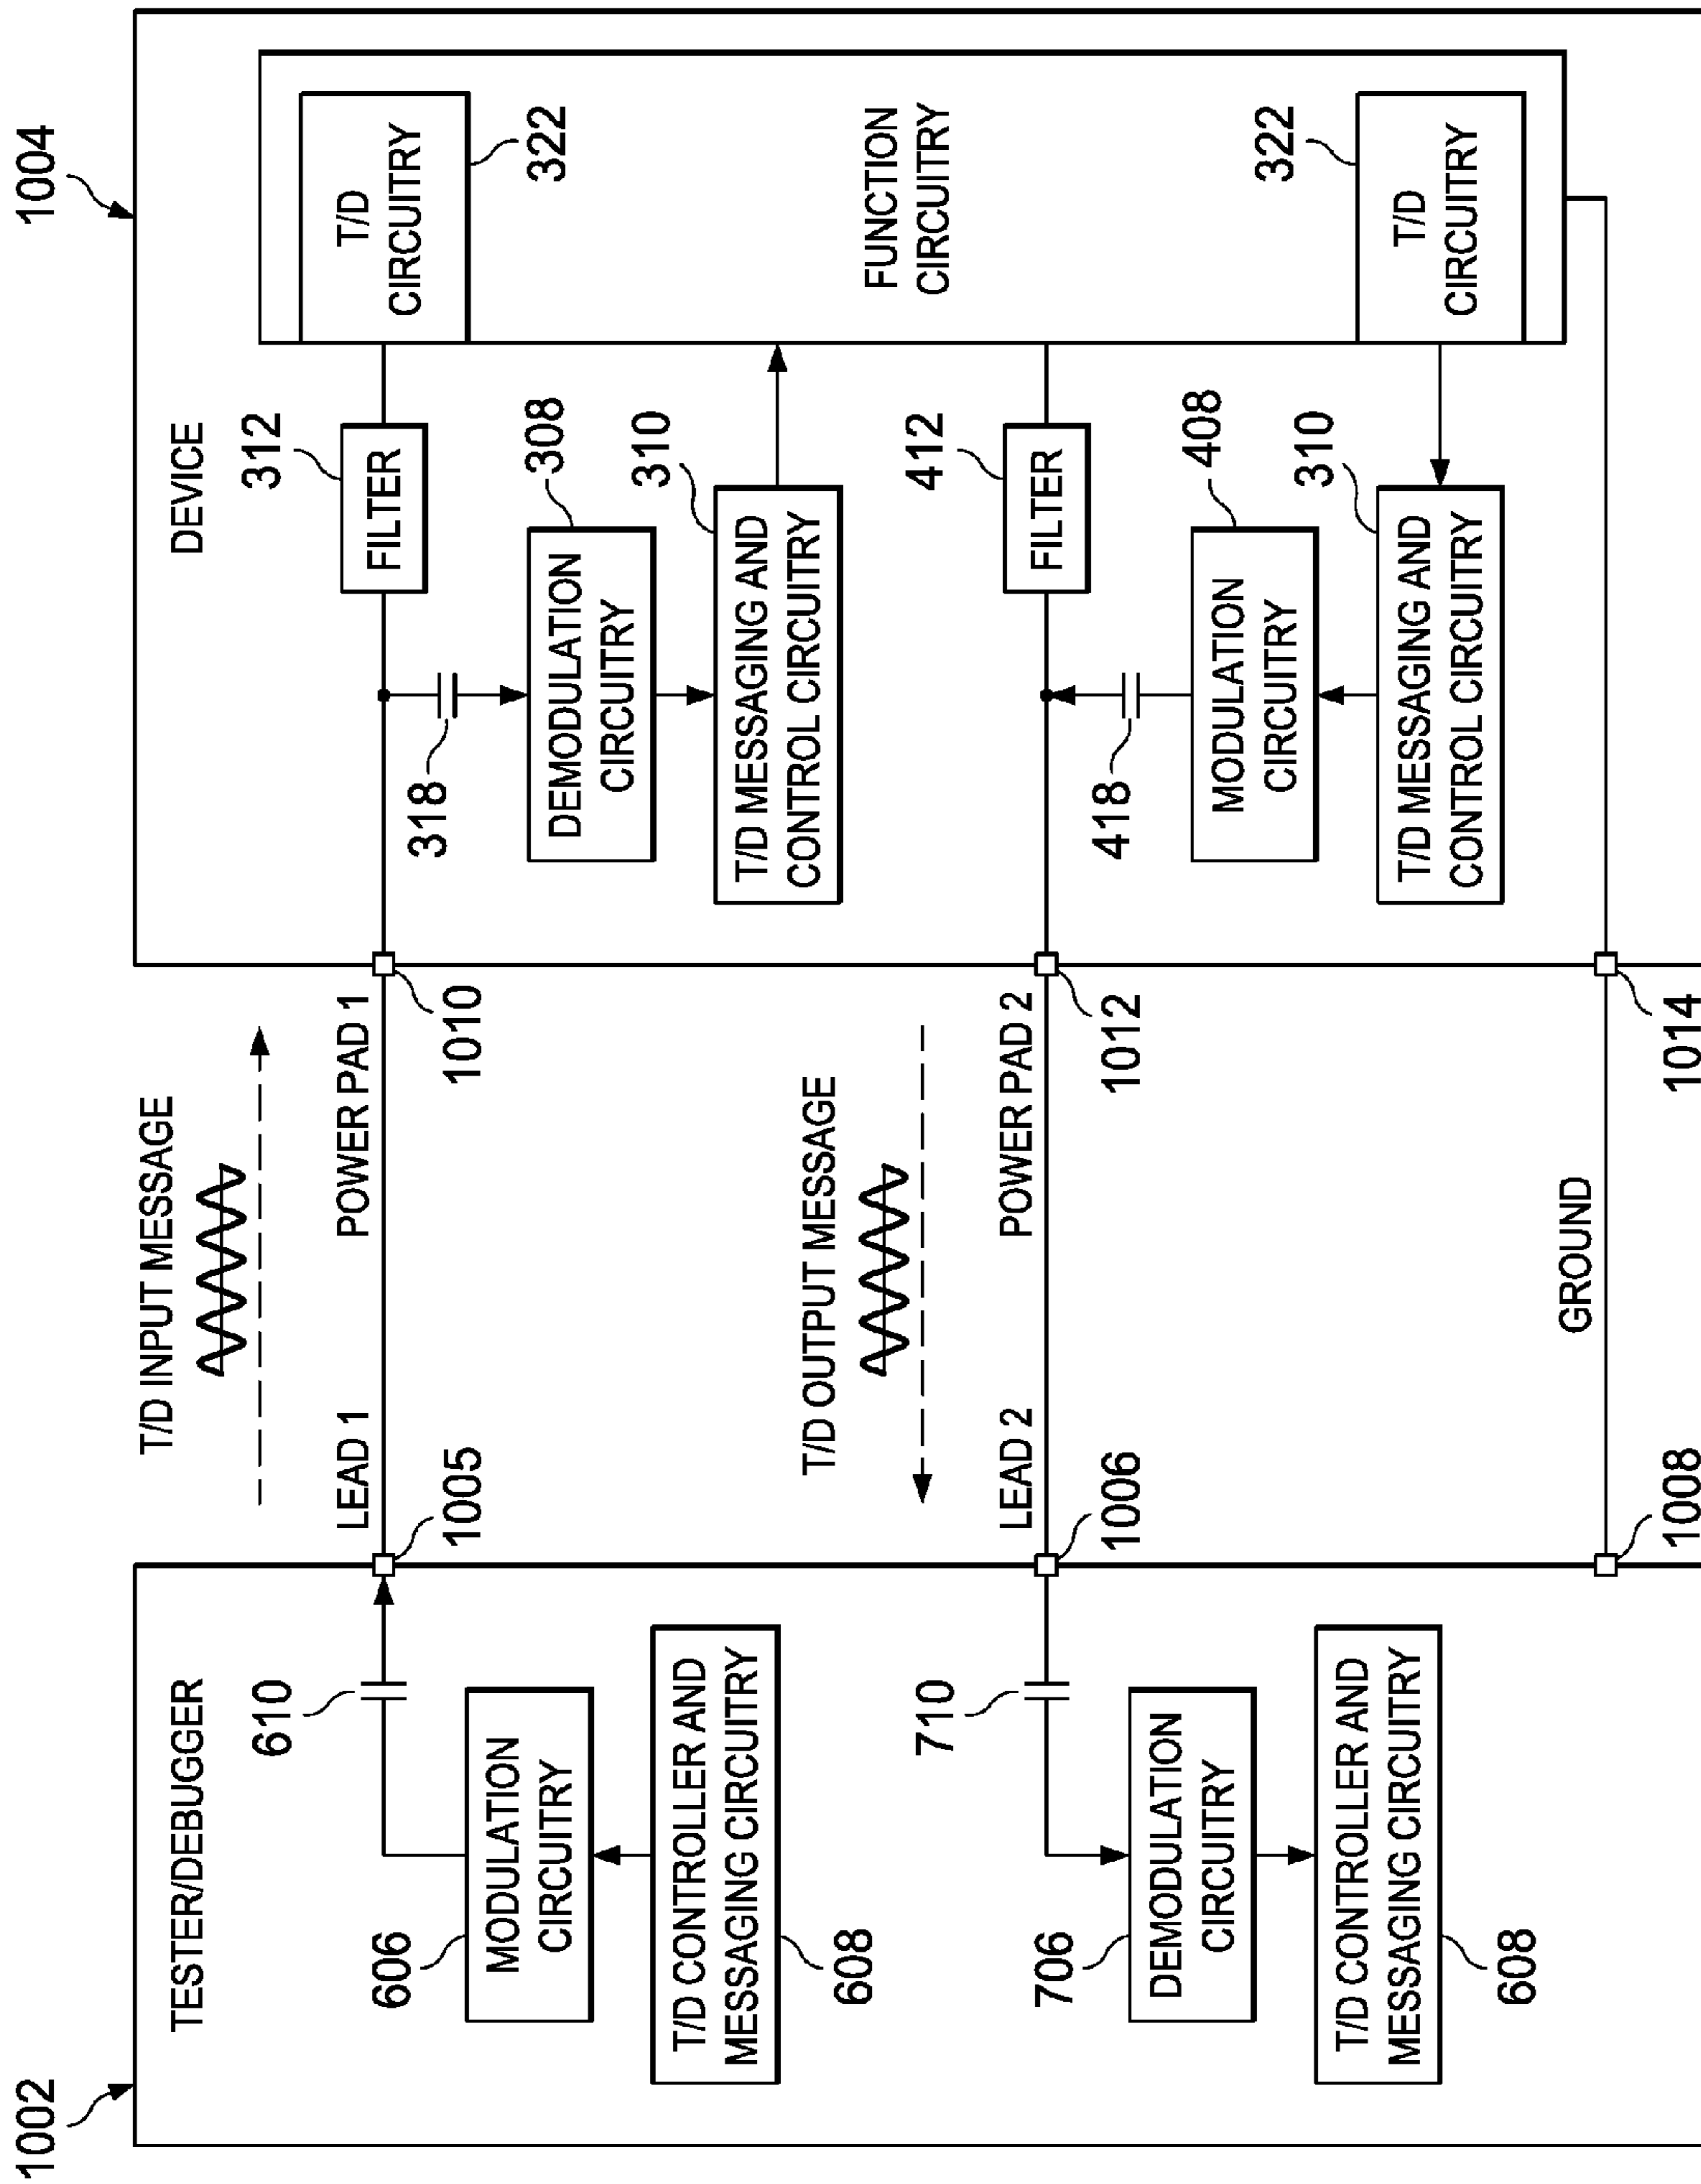 1002
1004
TESTER/DEBUGGER
T/D INPUT MESSAGE
DEVICE
610
LEAD 1
POWER PAD 1
312
FILTER
T/D
CIRCUITRY
322
606
MODULATION
CIRCUITRY
1005
1010
318
DEMODULATION
CIRCUITRY
308
T/D CONTROLLER AND
MESSAGING CIRCUITRY
608
T/D MESSAGING AND
CONTROL CIRCUITRY
310
FUNCTION
CIRCUITRY
T/D OUTPUT MESSAGE
710
LEAD 2
POWER PAD 2
412
FILTER
706
DEMODULATION
CIRCUITRY
1006
1012
418
MODULATION
CIRCUITRY
408
T/D CONTROLLER AND
MESSAGING CIRCUITRY
608
T/D MESSAGING AND
CONTROL CIRCUITRY
310
T/D
CIRCUITRY
322
GROUND
1008
1014